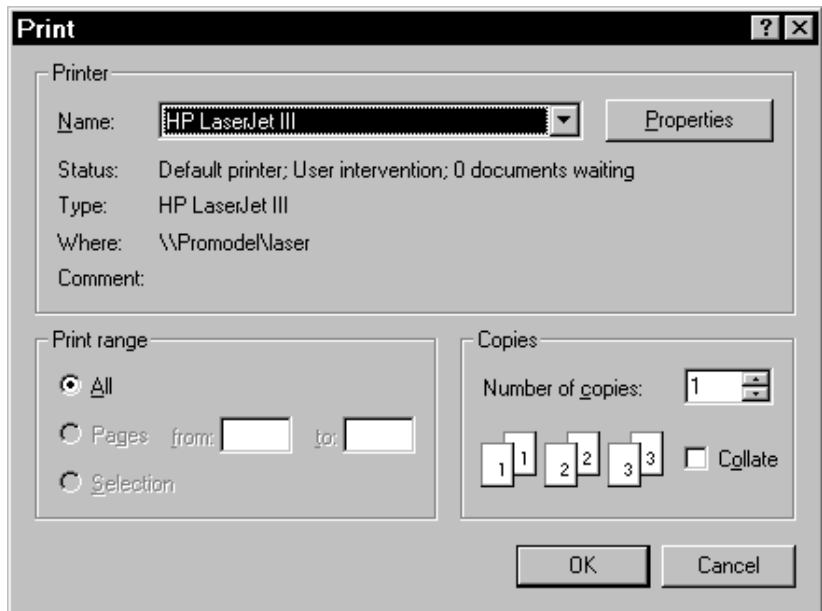 Print
Printer
Name: HP LaserJet III Properties
Status: Default printer; User intervention; 0 documents waiting
Type: HP LaserJet III
Where: \\Promodel\laser
Comment:
Print range
All
Pages from: to:
Selection
Copies
Number of copies: 1
1 1 2 2 3 3 Collate
OK Cancel